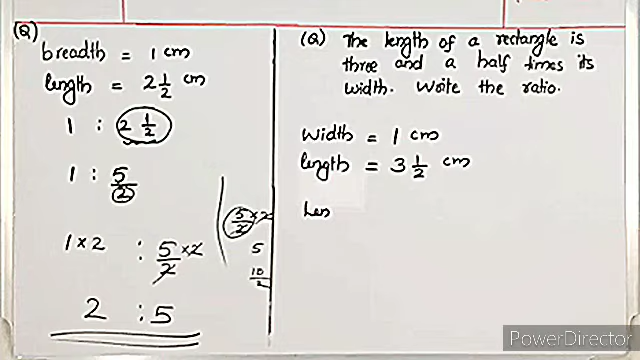 (Q)
breadth = 1 cm
length = 2 1/2 cm
1 : 2 1/2
1 : 5/2
1 × 2 : 5/2 × 2
2 : 5
5/2 × 2
5
10/2
(Q) The length of a rectangle is
three and a half times its
width. Write the ratio.
width = 1 cm
length = 3 1/2 cm
Len
PowerDirector